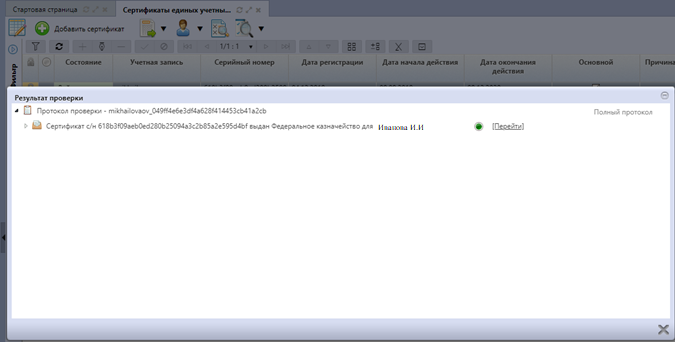 Стартовая страница
Сертификаты единых учетны...
Добавить сертификат
1/1 : 1
Состояние
Учетная запись
Серийный номер
Дата регистрации
Дата начала действия
Дата окончания действия
Основной
Причина
Результат проверки
Протокол проверки - mikhailovaov_049ff4e6e3df4a628f414453cb41a2cb
Полный протокол
Сертификат с/н 618b3f09aeb0ed280b25094a3c2b85a2e595d4bf выдан Федеральное казначейство для Иванова И.И
[Перейти]